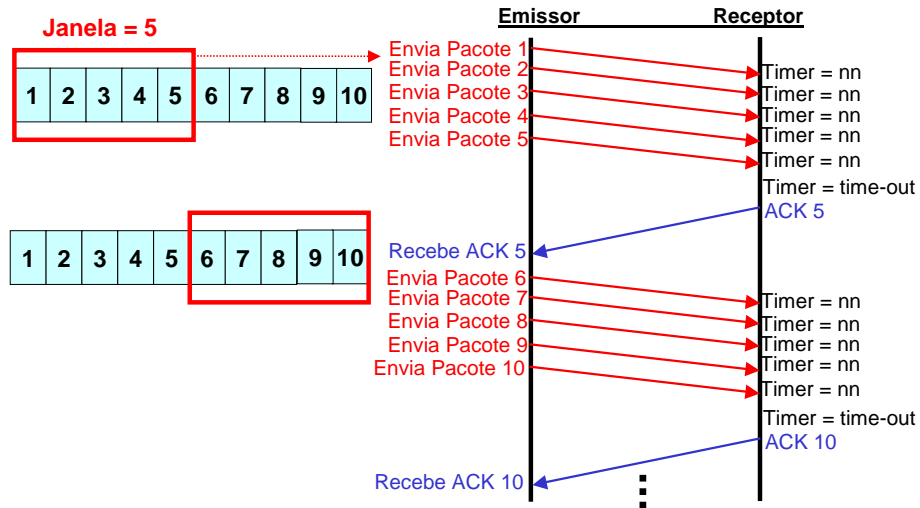 Emissor
Receptor
Janela = 5
1 2 3 4 5 6 7 8 9 10
Envia Pacote 1
Envia Pacote 2
Envia Pacote 3
Envia Pacote 4
Envia Pacote 5
Timer = nn
Timer = nn
Timer = nn
Timer = nn
Timer = nn
Timer = time-out
ACK 5
Recebe ACK 5
1 2 3 4 5 6 7 8 9 10
Envia Pacote 6
Envia Pacote 7
Envia Pacote 8
Envia Pacote 9
Envia Pacote 10
Timer = nn
Timer = nn
Timer = nn
Timer = nn
Timer = nn
Timer = time-out
ACK 10
Recebe ACK 10